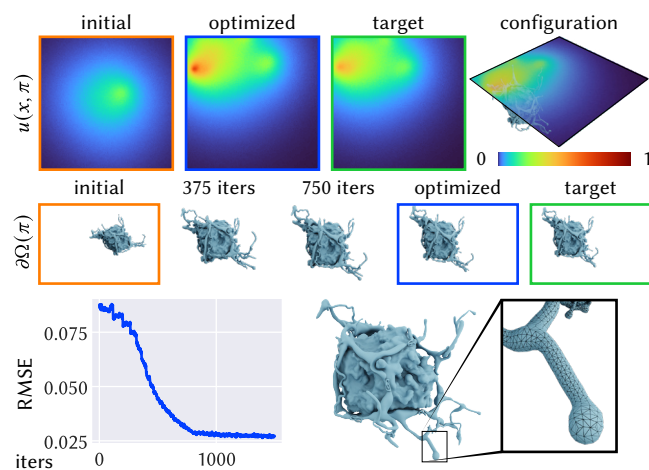 initial optimized target configuration
u(x, π)
0 1
initial 375 iters 750 iters optimized target
∂Ω(π)
RMSE
0.075
0.050
0.025
iters 0 1000